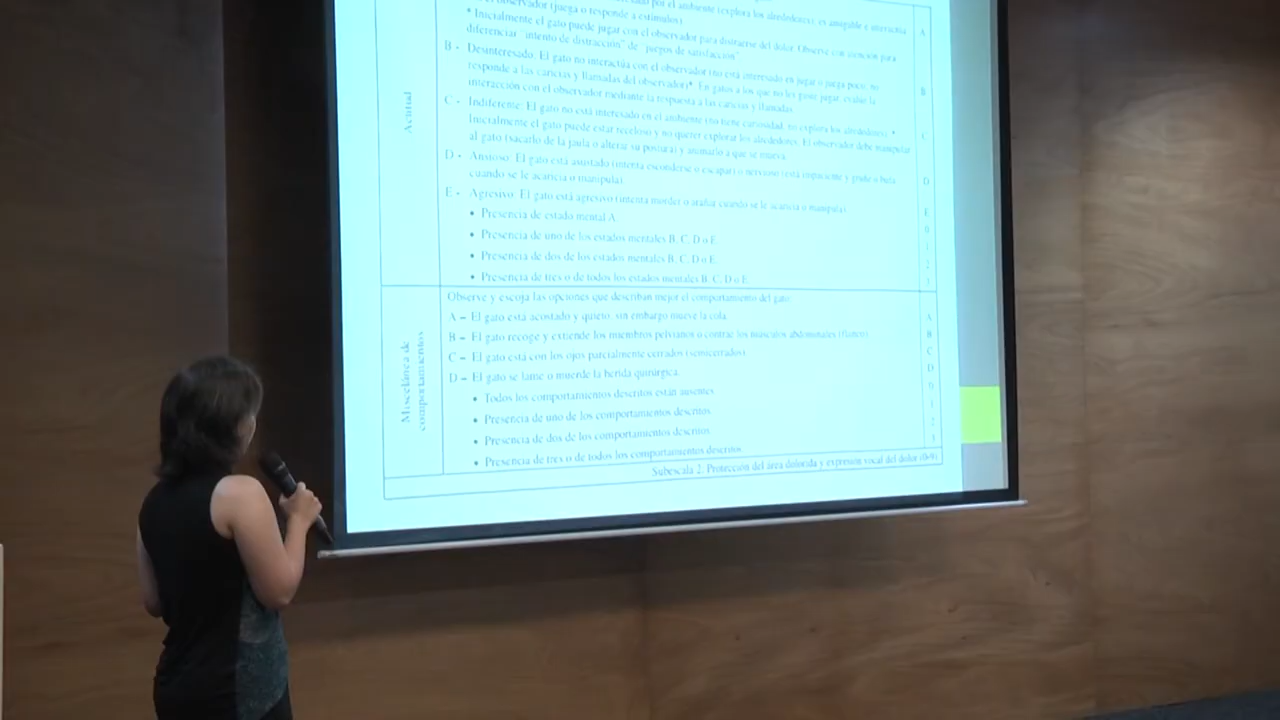 observador (juega o responde a estímulos).
* Inicialmente el gato puede jugar con el observador para distraerse del dolor. Observe con atención para
diferenciar "intento de distracción" de "juegos de satisfacción"
B - Desinteresado: El gato no interactúa con el observador (no está interesado en jugar o juega poco, no
responde a las caricias y llamadas del observador)* En gatos a los que no les guste jugar, evaluar la
interacción con el observador mediante la respuesta a las caricias y llamadas.
C - Indiferente: El gato no está interesado en el ambiente (no tiene curiosidad, no explora los alrededores). *
Inicialmente el gato puede estar receloso y no querer explorar los alrededores. El observador debe manipular
al gato (sacarlo de la jaula o alterar su postura) y animarlo a que se mueva.
D - Ansioso: El gato está asustado (intenta esconderse o escapar) o nervioso (está impaciente y gruñe o bufa
cuando se le acaricia o manipula).
E - Agresivo: El gato está agresivo (intenta morder o arañar cuando se le acaricia o manipula).
• Presencia de estado mental A.
• Presencia de uno de los estados mentales B, C, D o E.
• Presencia de dos de los estados mentales B, C, D o E.
• Presencia de tres o de todos los estados mentales B, C, D o E.
Actitud
A
B
C
D
E
0
1
2
3
Observe y escoja las opciones que describan mejor el comportamiento del gato
A – El gato está acostado y quieto, sin embargo mueve la cola.
B – El gato recoge y extiende los miembros pelvianos o contrae los músculos abdominales (flanco).
C – El gato está con los ojos parcialmente cerrados (semicerrados).
D – El gato se lame o muerde la herida quirúrgica.
• Todos los comportamientos descritos están ausentes.
• Presencia de uno de los comportamientos descritos.
• Presencia de dos de los comportamientos descritos.
• Presencia de tres o de todos los comportamientos descritos.
Miscelánea de
comportamientos
A
B
C
D
0
1
2
3
Subescala 2: Protección del área dolorida y expresión vocal del dolor (0-9)